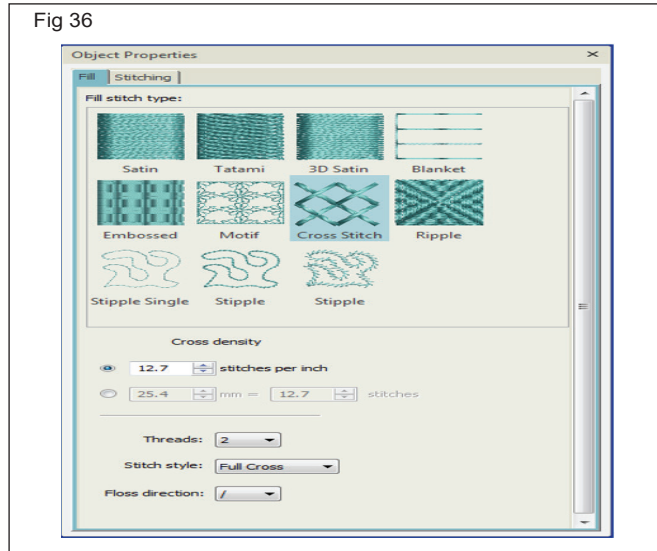 Fig 36
Object Properties
Fill Stitching
Fill stitch type:
Satin Tatami 3D Satin Blanket
Embossed Motif Cross Stitch Ripple
Stipple Single Stipple Stipple
Cross density
12.7 stitches per inch
25.4 mm = 12.7 stitches
Threads: 2
Stitch style: Full Cross
Floss direction: /